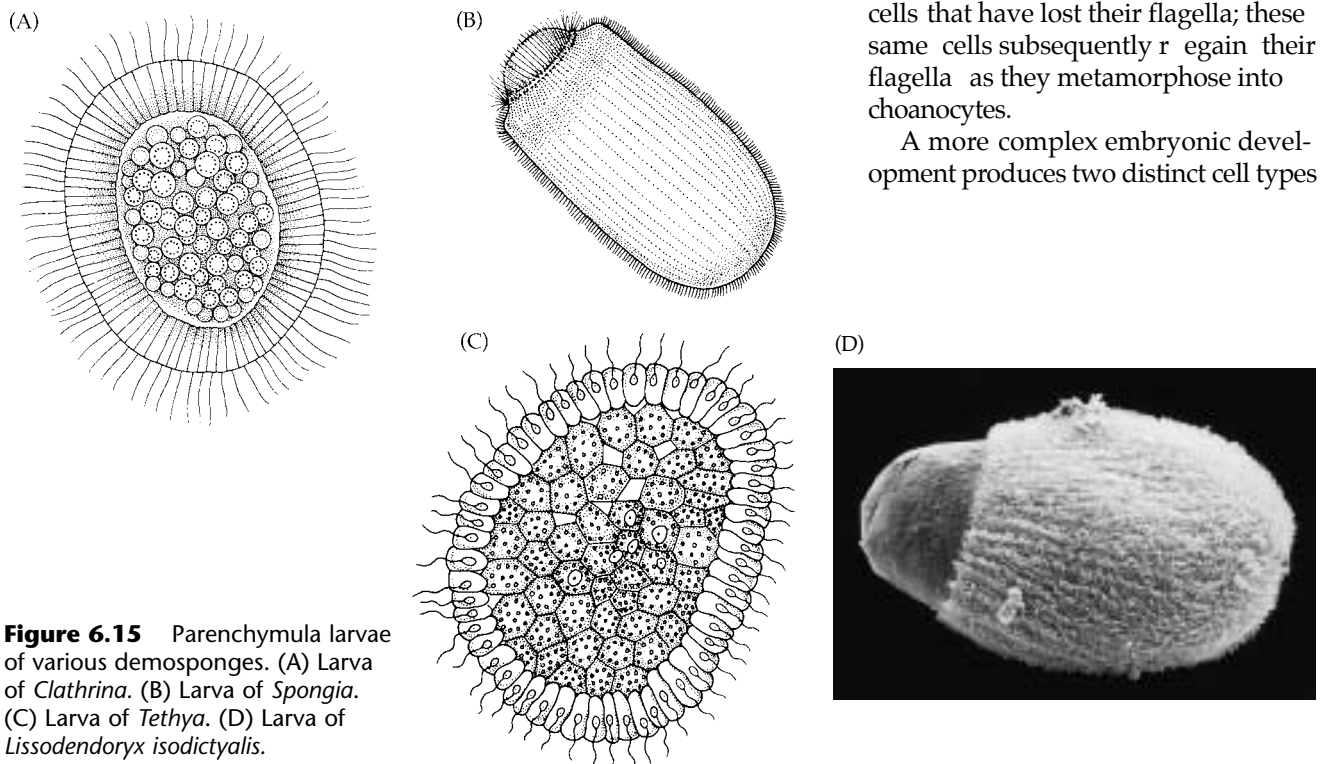 (A)
(B)
cells that have lost their flagella; these
same cells subsequently r egain their
flagella as they metamorphose into
choanocytes.
A more complex embryonic devel-
opment produces two distinct cell types
(C)
(D)
Figure 6.15 Parenchymula larvae
of various demosponges. (A) Larva
of Clathrina. (B) Larva of Spongia.
(C) Larva of Tethya. (D) Larva of
Lissodendoryx isodictyalis.